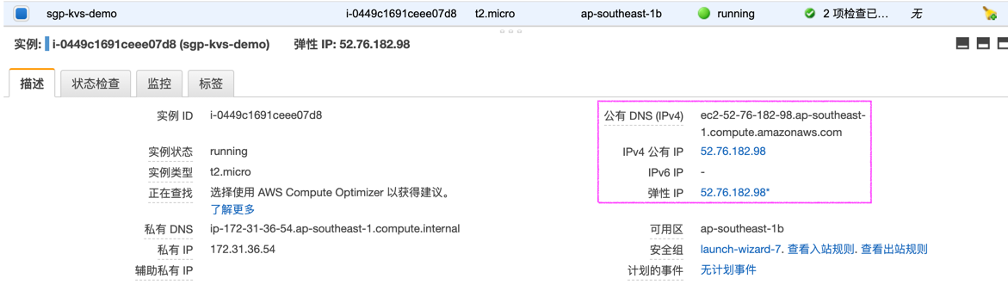 sgp-kvs-demo i-0449c1691ceee07d8 t2.micro ap-southeast-1b running 2 项检查已… 无
实例: i-0449c1691ceee07d8 (sgp-kvs-demo) 弹性 IP: 52.76.182.98
描述 状态检查 监控 标签
实例 ID i-0449c1691ceee07d8
实例状态 running
实例类型 t2.micro
正在查找 选择使用 AWS Compute Optimizer 以获得建议。
了解更多
私有 DNS ip-172-31-36-54.ap-southeast-1.compute.internal
私有 IP 172.31.36.54
辅助私有 IP
公有 DNS (IPv4) ec2-52-76-182-98.ap-southeast-
1.compute.amazonaws.com
IPv4 公有 IP 52.76.182.98
IPv6 IP -
弹性 IP 52.76.182.98*
可用区 ap-southeast-1b
安全组 launch-wizard-7. 查看入站规则. 查看出站规则
计划的事件 无计划事件